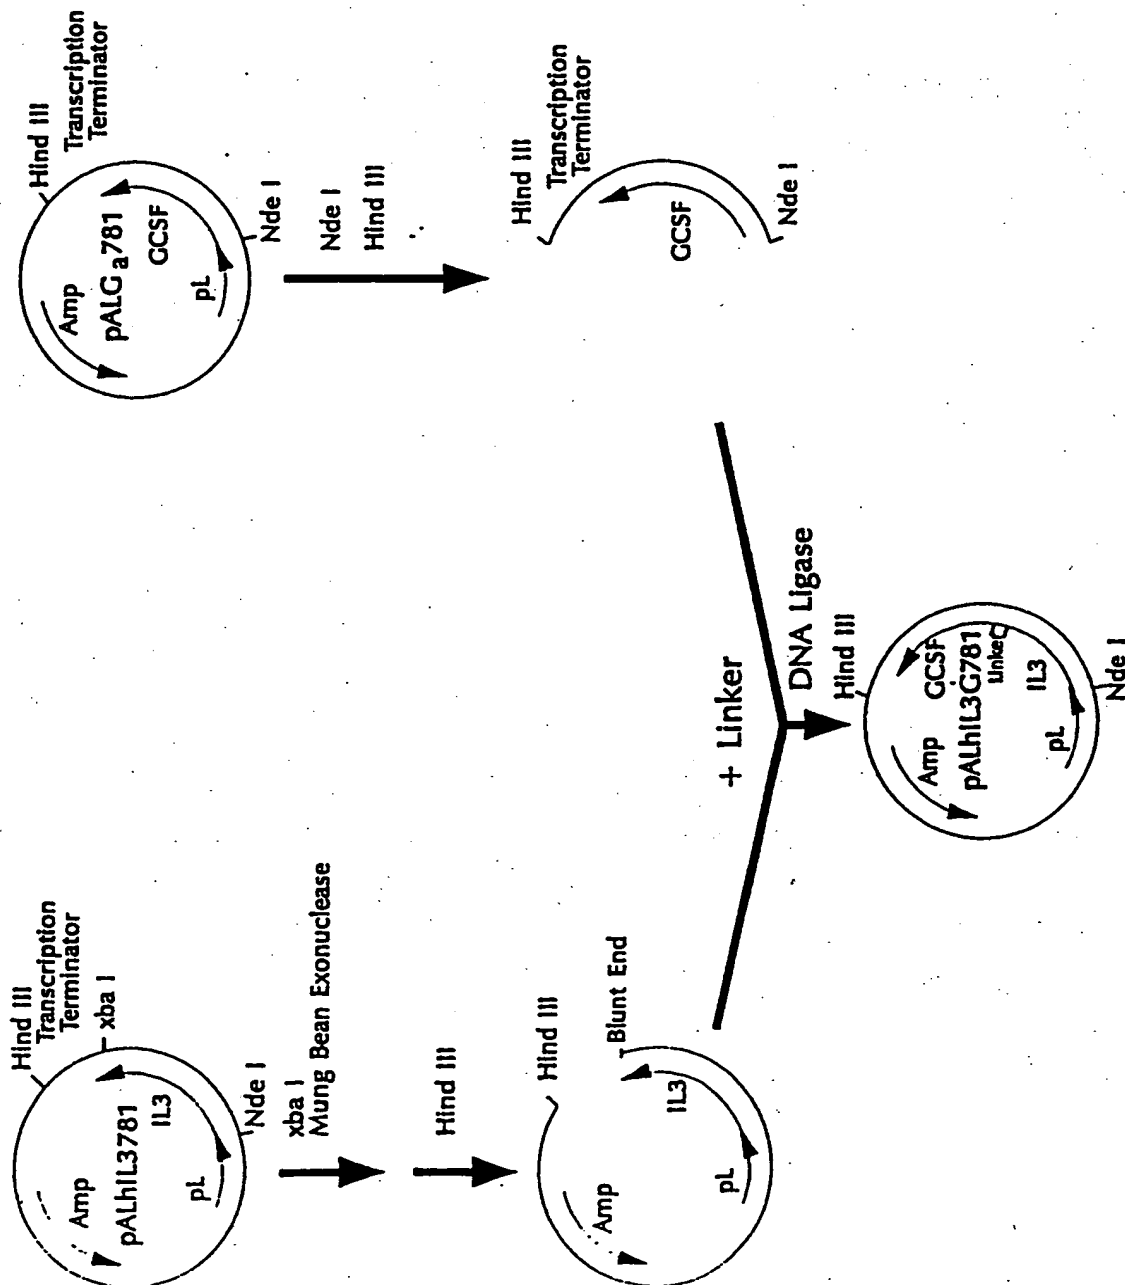 Hind III
Transcription
Terminator
xba I
Amp
pALhIL3781
IL3
pL
Nde I
xba I
Mung Bean Exonuclease
Hind III
Hind III
Blunt End
Amp
IL3
pL
Hind III
Transcription
Terminator
Amp
pALGa781
GCSF
pL
Nde I
Nde I
Hind III
Hind III
Transcription
Terminator
GCSF
Nde I
+ Linker
DNA Ligase
Hind III
Amp
GCSF
pALhIL3G781
IL3
pL
Nde I